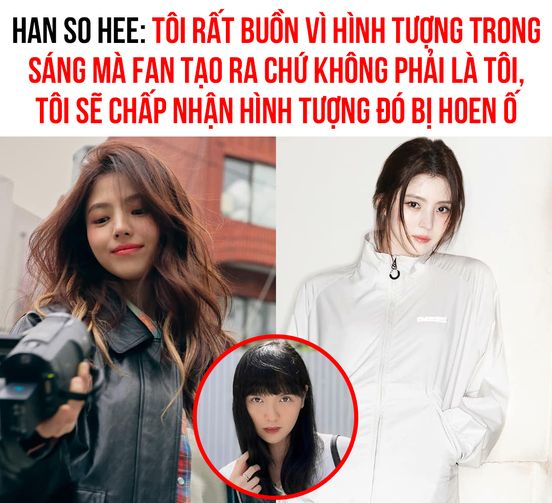 HAN SO HEE: TÔI RẤT BUỒN VÌ HÌNH TƯỢNG TRONG
SÁNG MÀ FAN TẠO RA CHỨ KHÔNG PHẢI LÀ TÔI,
TÔI SẼ CHẤP NHẬN HÌNH TƯỢNG ĐÓ BỊ HOEN Ố